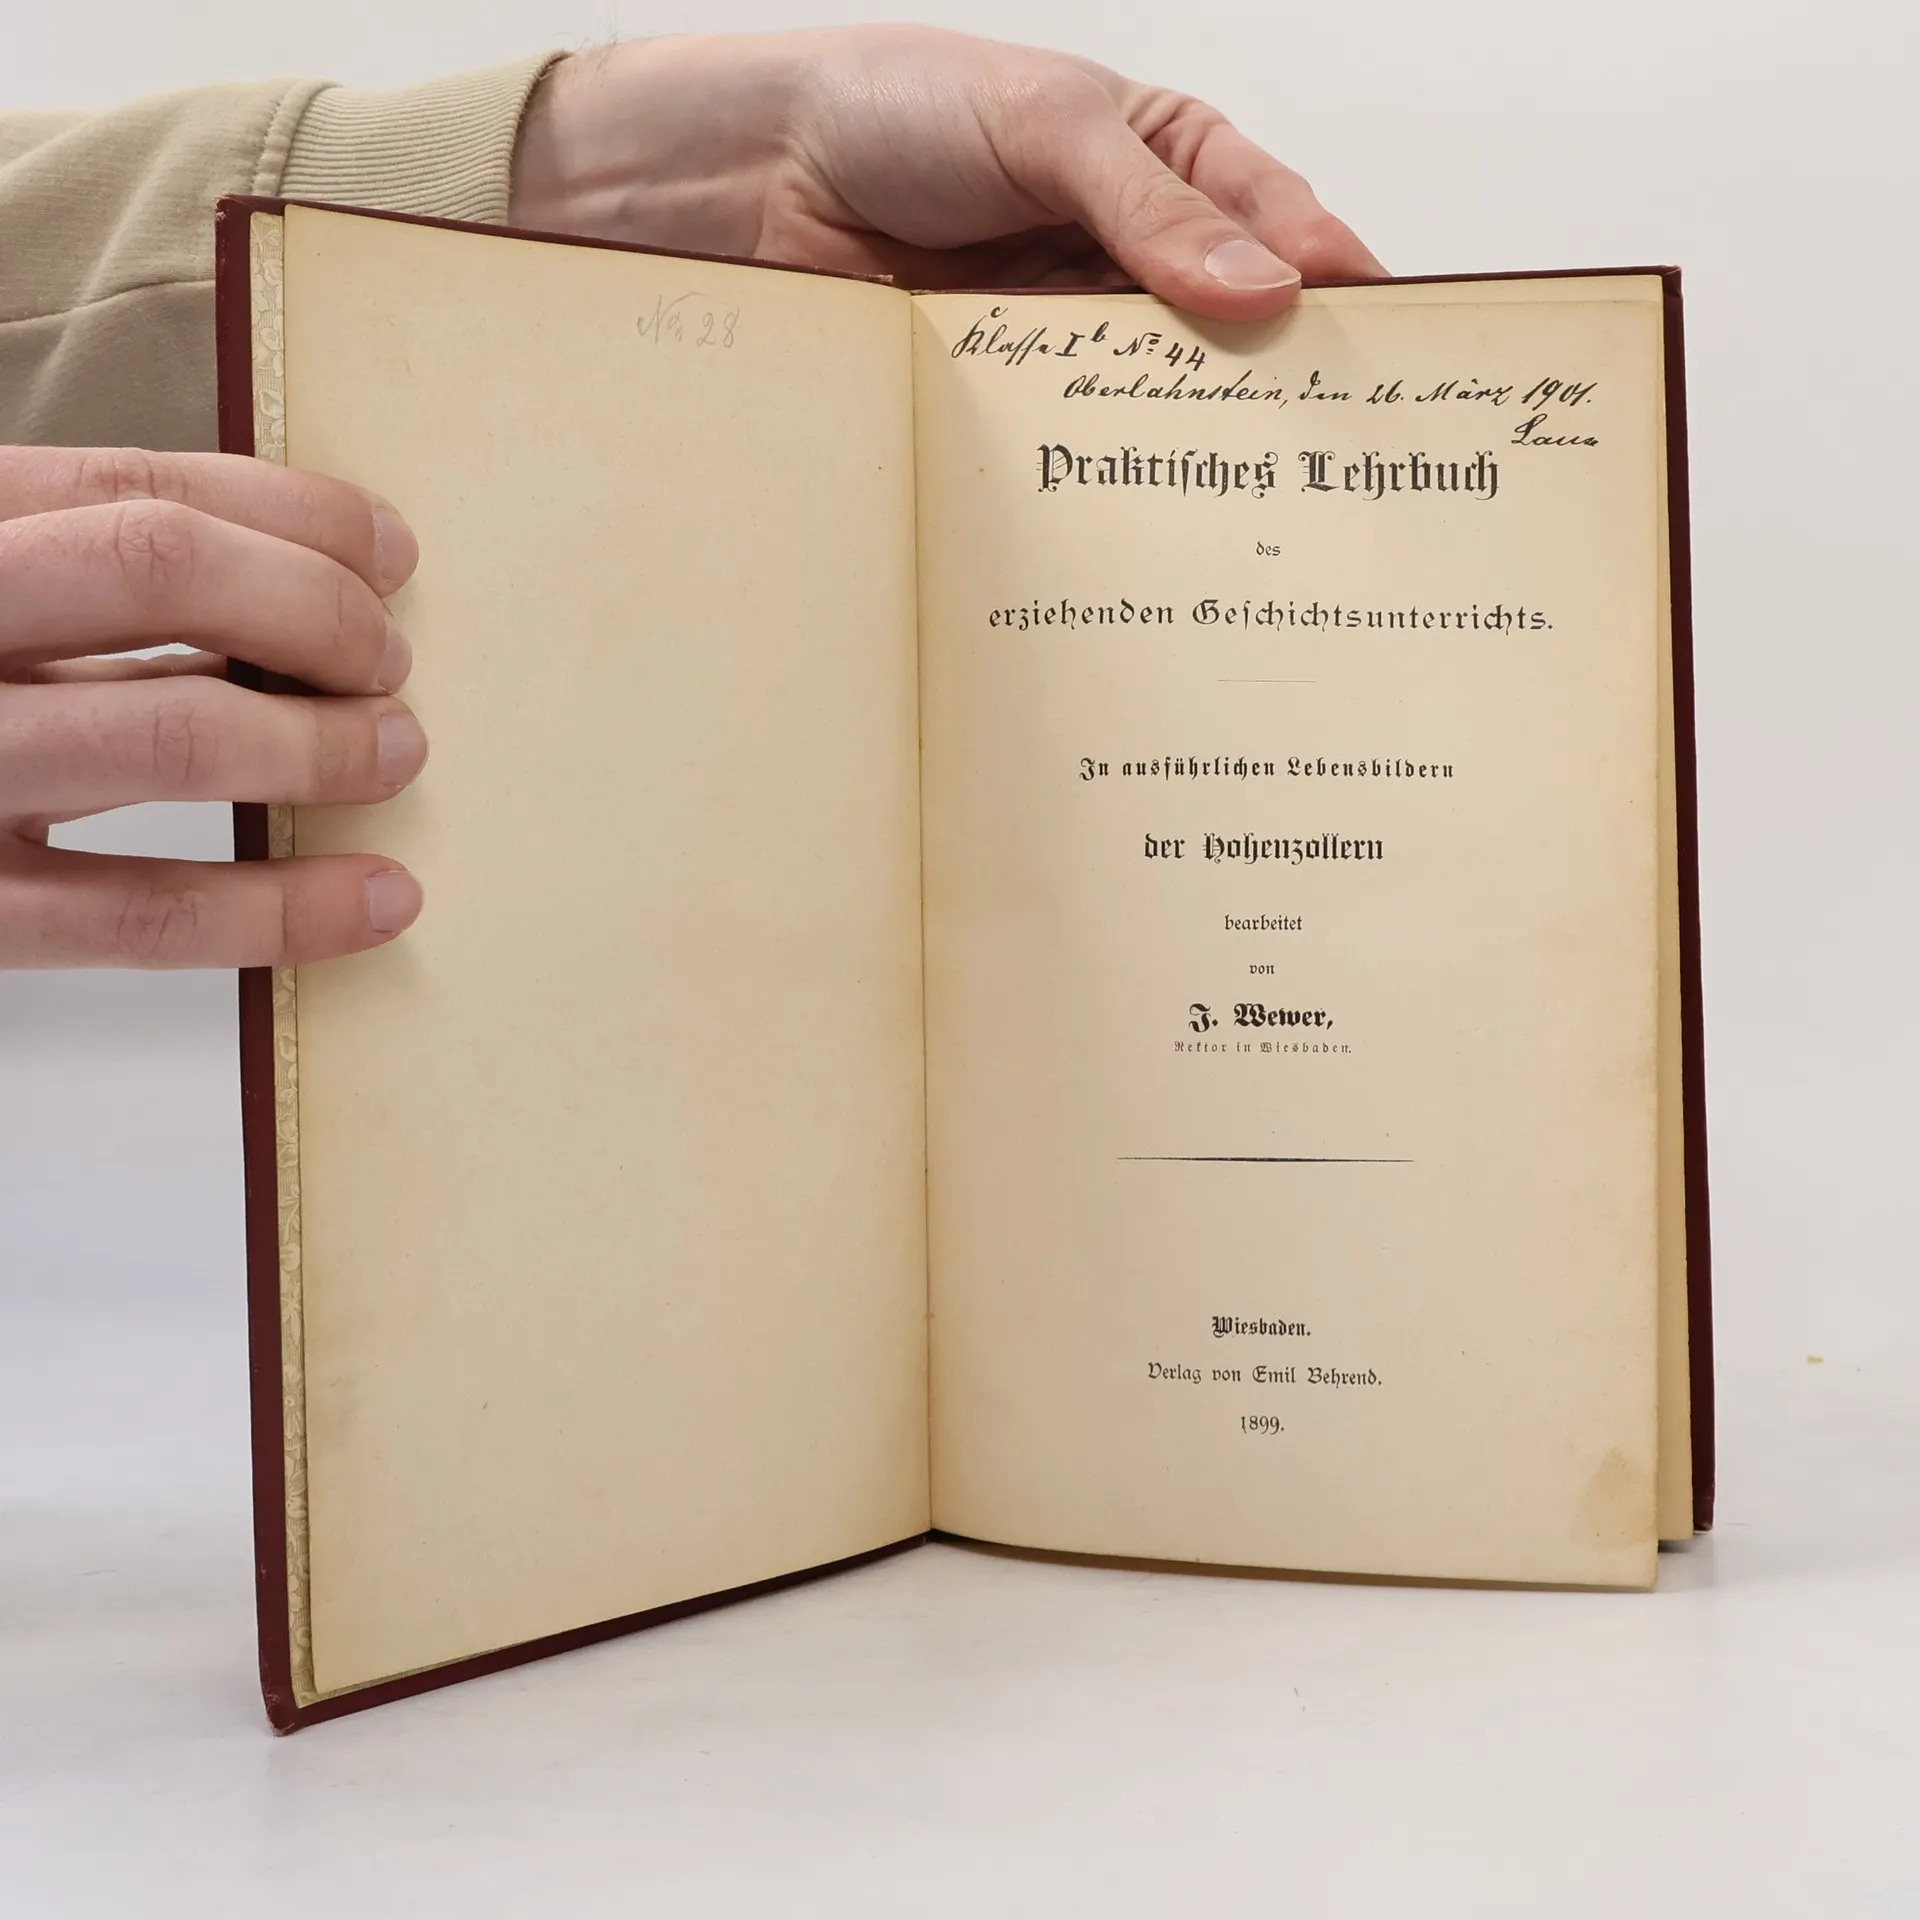 No. 28
Klasse I b No 44
Oberlahnstein, den 26. März 1901.
Praktiſches Lehrbuch
des
erziehenden Geſchichtsunterrichts.
In ausführlichen Lebensbildern
der Hohenzollern
bearbeitet
von
J. Wewer,
Rektor in Wiesbaden.
Wiesbaden.
Verlag von Emil Behrend.
1899.